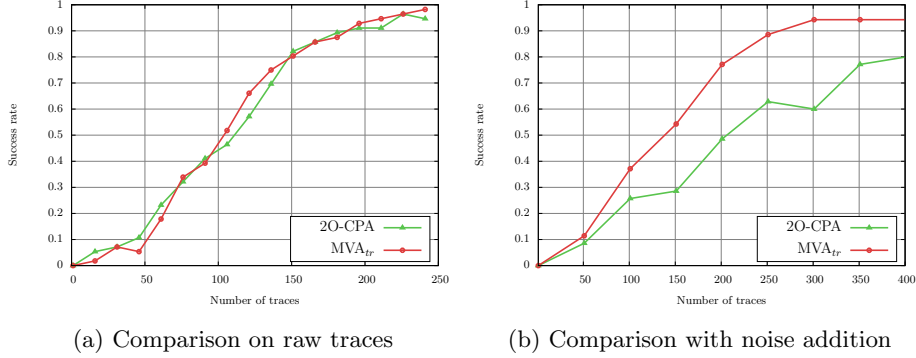 1
0.9
0.8
0.7
0.6
0.5
0.4
0.3
0.2
0.1
0
Success rate
0 50 100 150 200 250
Number of traces
2O-CPA
MVA_tr
(a) Comparison on raw traces
1
0.9
0.8
0.7
0.6
0.5
0.4
0.3
0.2
0.1
0
Success rate
50 100 150 200 250 300 350 400
Number of traces
2O-CPA
MVA_tr
(b) Comparison with noise addition